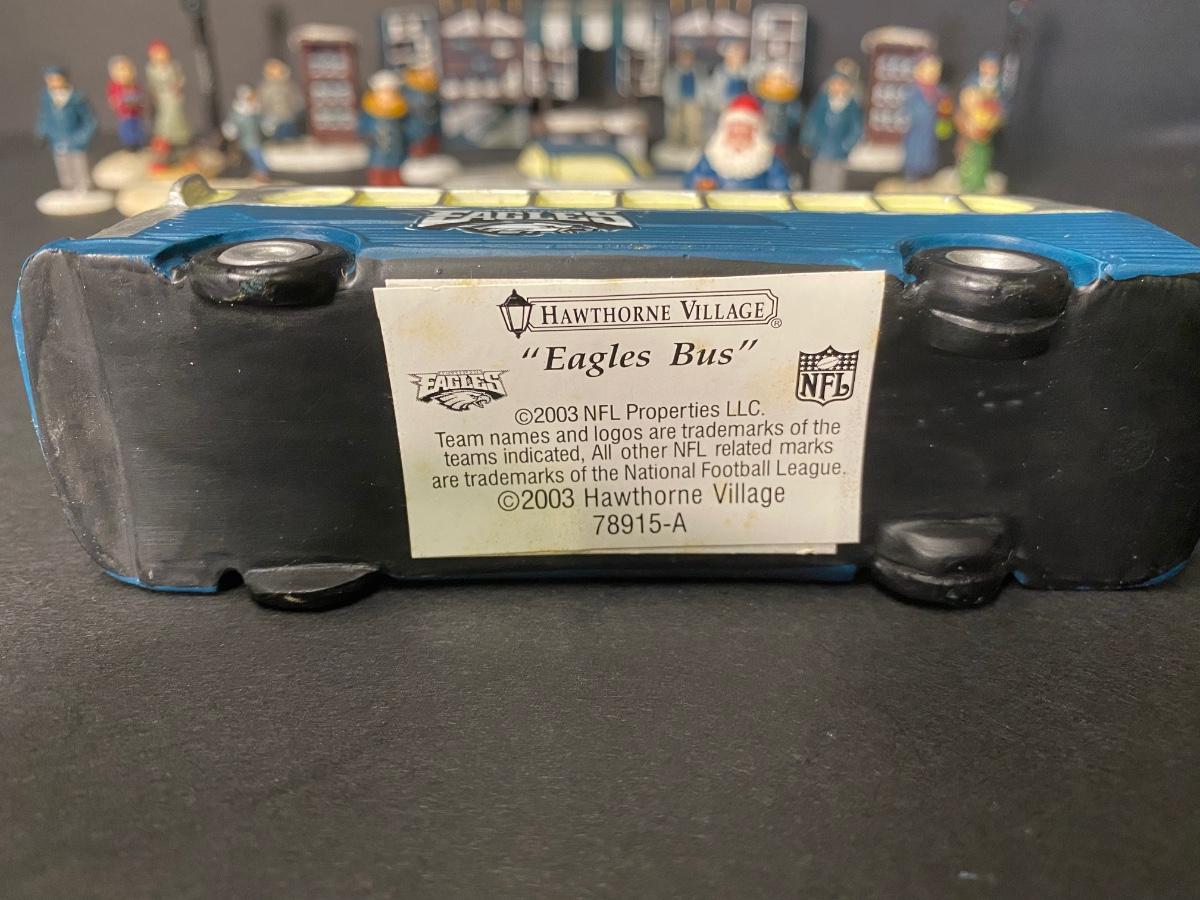 EAGLES
HAWTHORNE VILLAGE®
"Eagles Bus"
EAGLES
NFL
©2003 NFL Properties LLC.
Team names and logos are trademarks of the
teams indicated, All other NFL related marks
are trademarks of the National Football League.
©2003 Hawthorne Village
78915-A